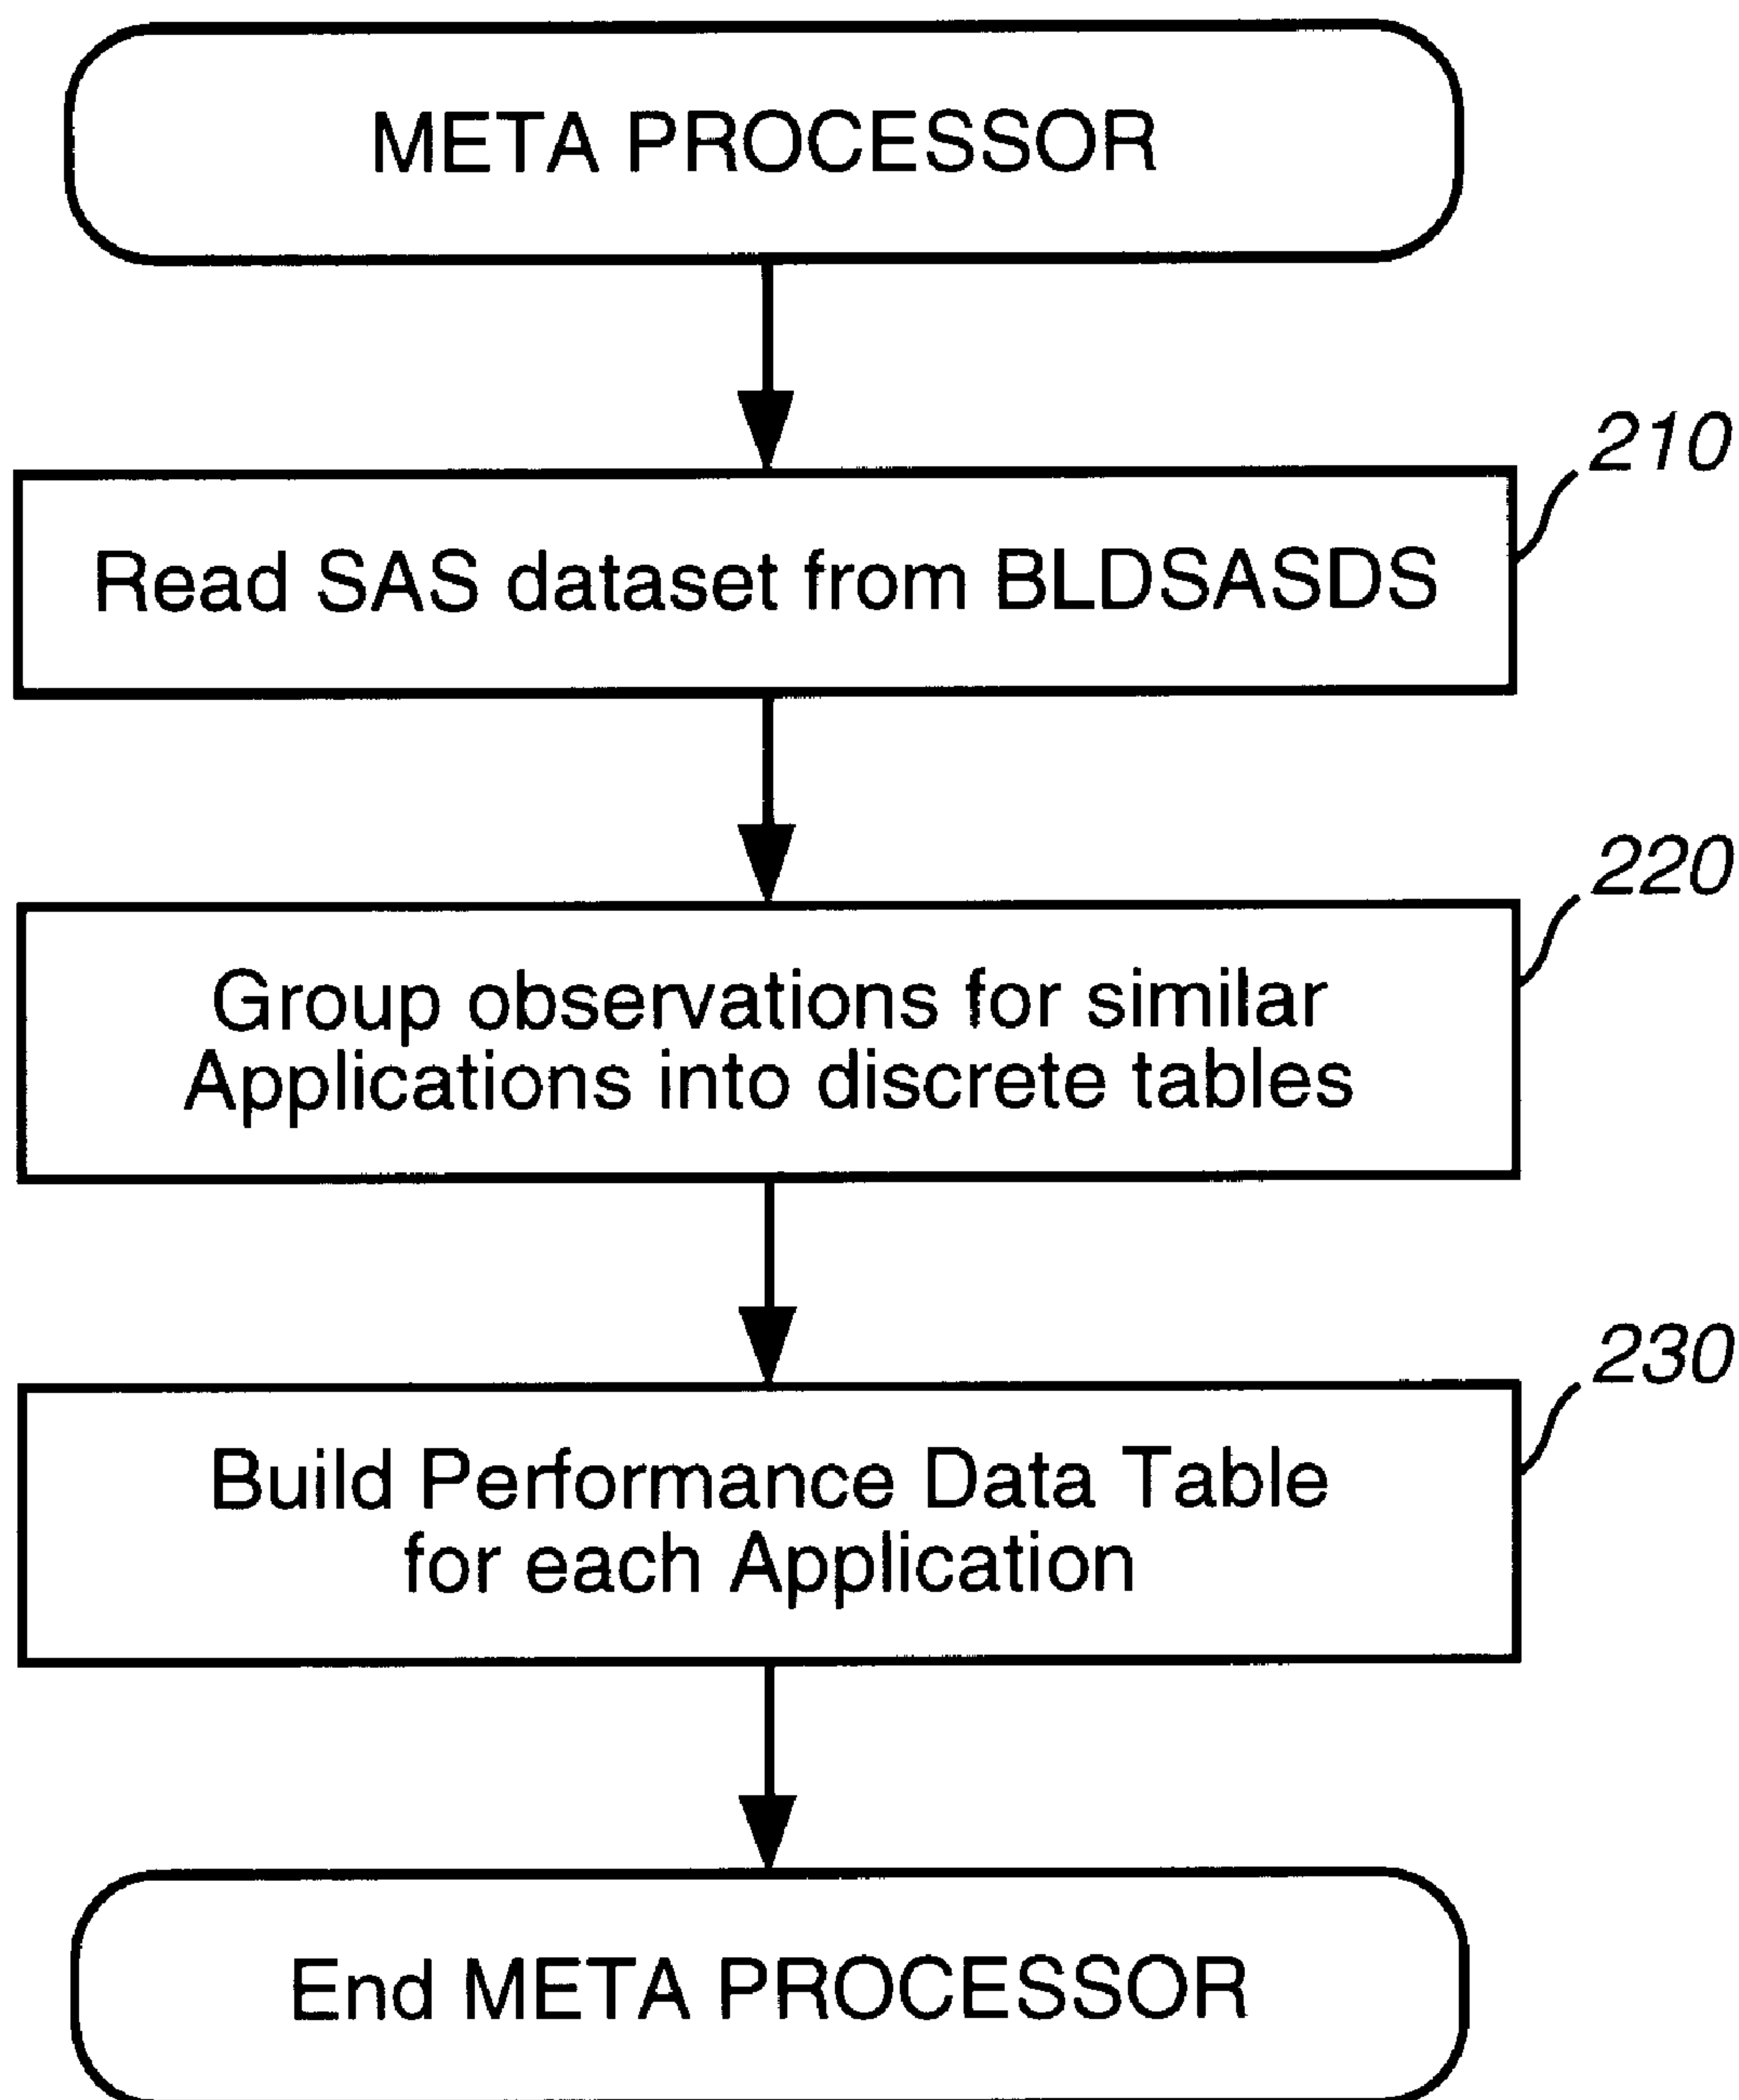 META PROCESSOR
210
Read SAS dataset from BLDSASDS
220
Group observations for similar
Applications into discrete tables
230
Build Performance Data Table
for each Application
End META PROCESSOR